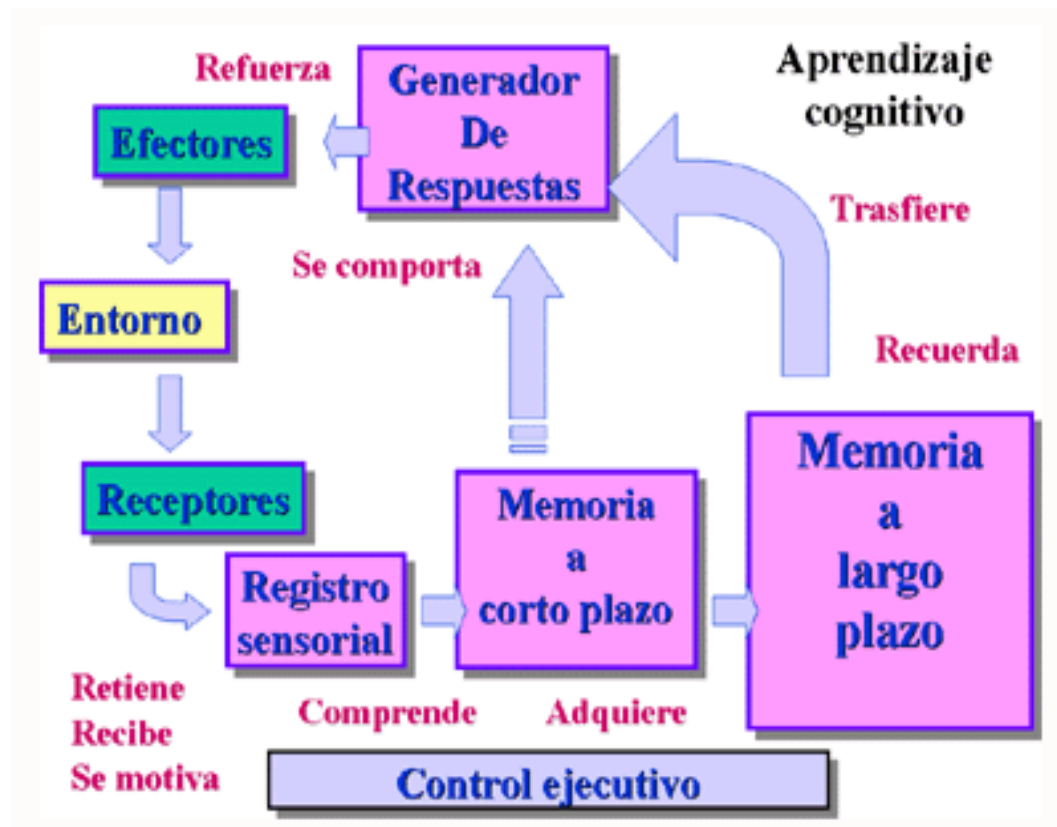 Aprendizaje
cognitivo
Refuerza
Generador
De
Respuestas
Efectores
Trasfiere
Se comporta
Entorno
Recuerda
Receptores
Memoria
a
corto plazo
Memoria
a
largo
plazo
Registro
sensorial
Retiene
Recibe
Se motiva
Comprende
Adquiere
Control ejecutivo